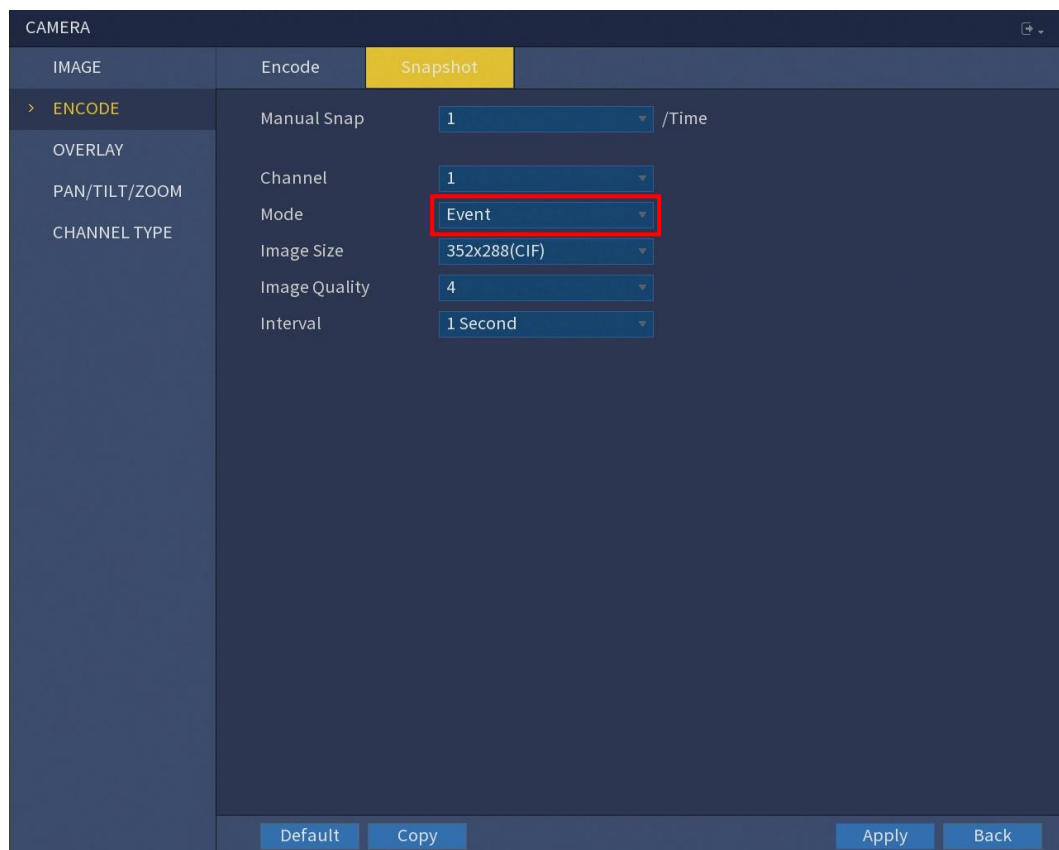 CAMERA
IMAGE
ENCODE
OVERLAY
PAN/TILT/ZOOM
CHANNEL TYPE
Encode Snapshot
Manual Snap 1 /Time
Channel 1
Mode Event
Image Size 352x288(CIF)
Image Quality 4
Interval 1 Second
Default Copy Apply Back